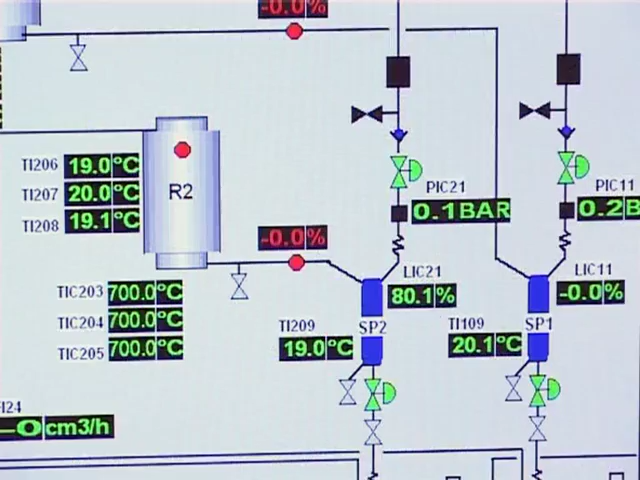 -0.0%
TI206 19.0°C
TI207 20.0°C
TI208 19.1°C
R2
PIC21
0.1BAR
PIC11
0.2B
-0.0%
TIC203 700.0°C
TIC204 700.0°C
TIC205 700.0°C
LIC21
80.1%
LIC11
-0.0%
TI209
19.0°C
SP2
TI109
20.1°C
SP1
I24
-0 cm3/h